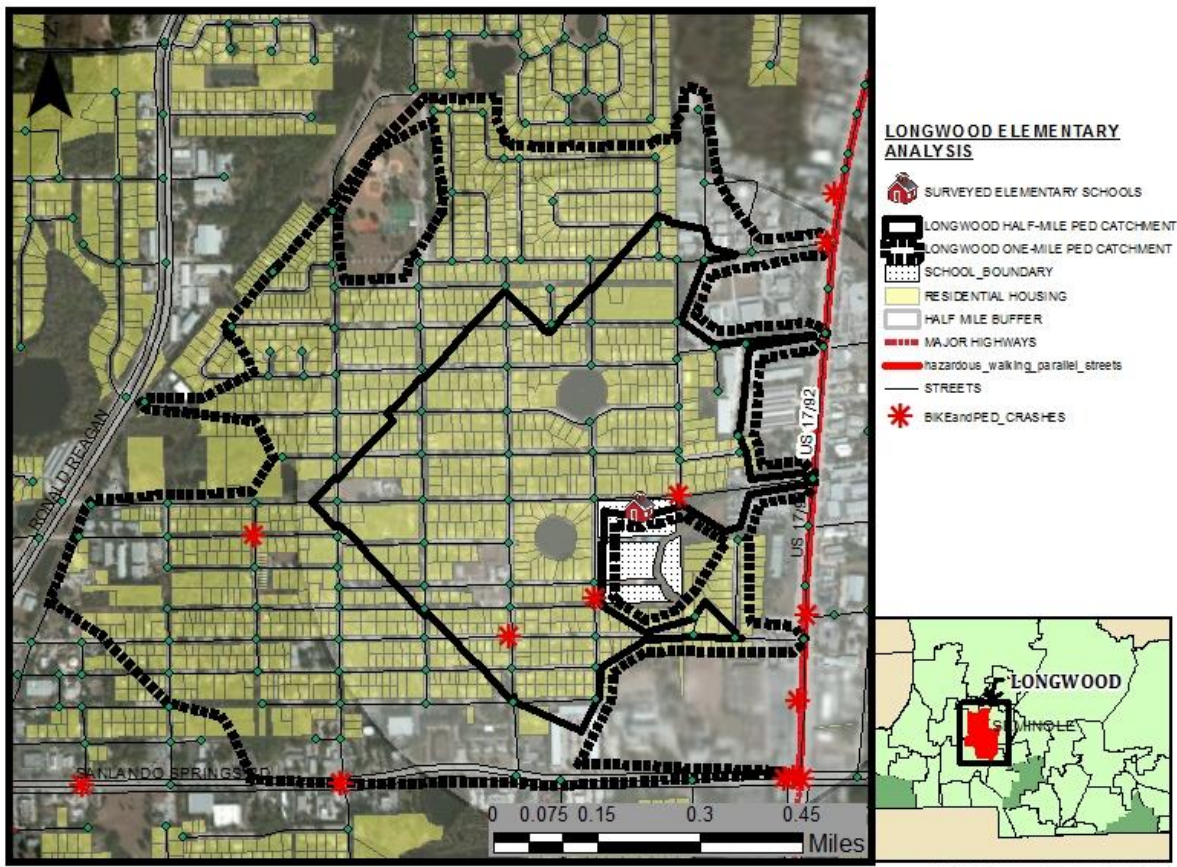 N
RONALD REAGAN
US 17/92
US 17/92
SANLANDO SPRINGS RD
0 0.075 0.15 0.3 0.45
Miles
LONGWOOD ELEMENTARY
ANALYSIS
SURVEYED ELEMENTARY SCHOOLS
LONGWOOD HALF-MILE PED CATCHMENT
LONGWOOD ONE-MILE PED CATCHMENT
SCHOOL_BOUNDARY
RESIDENTIAL HOUSING
HALF MILE BUFFER
MAJOR HIGHWAYS
hazardous_walking_parallel_streets
STREETS
BIKEandPED_CRASHES
LONGWOOD
SEMINOLE